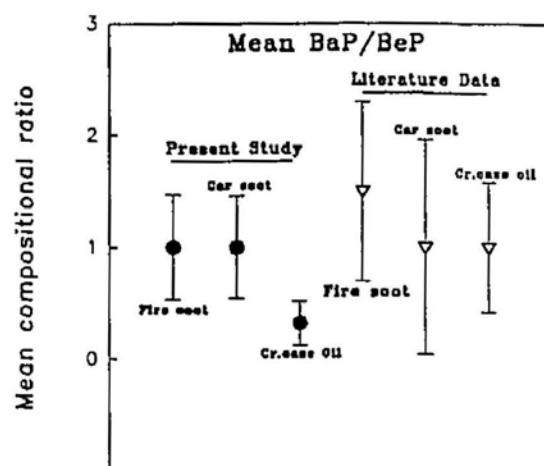 Mean BaP/BeP
Literature Data
Present Study
Car soot
Car soot
Cr.case oil
Fire soot
Fire soot
Cr.case Oil
Mean compositional ratio
3
2
1
0